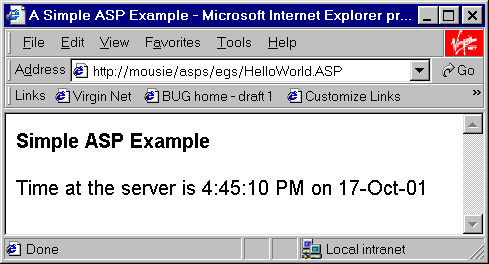 A Simple ASP Example - Microsoft Internet Explorer pr...
File Edit View Favorites Tools Help
Virgin net
Address http://mousie/asps/egs/HelloWorld.ASP Go
Links Virgin Net BUG home - draft 1 Customize Links »
Simple ASP Example
Time at the server is 4:45:10 PM on 17-Oct-01
Done Local intranet